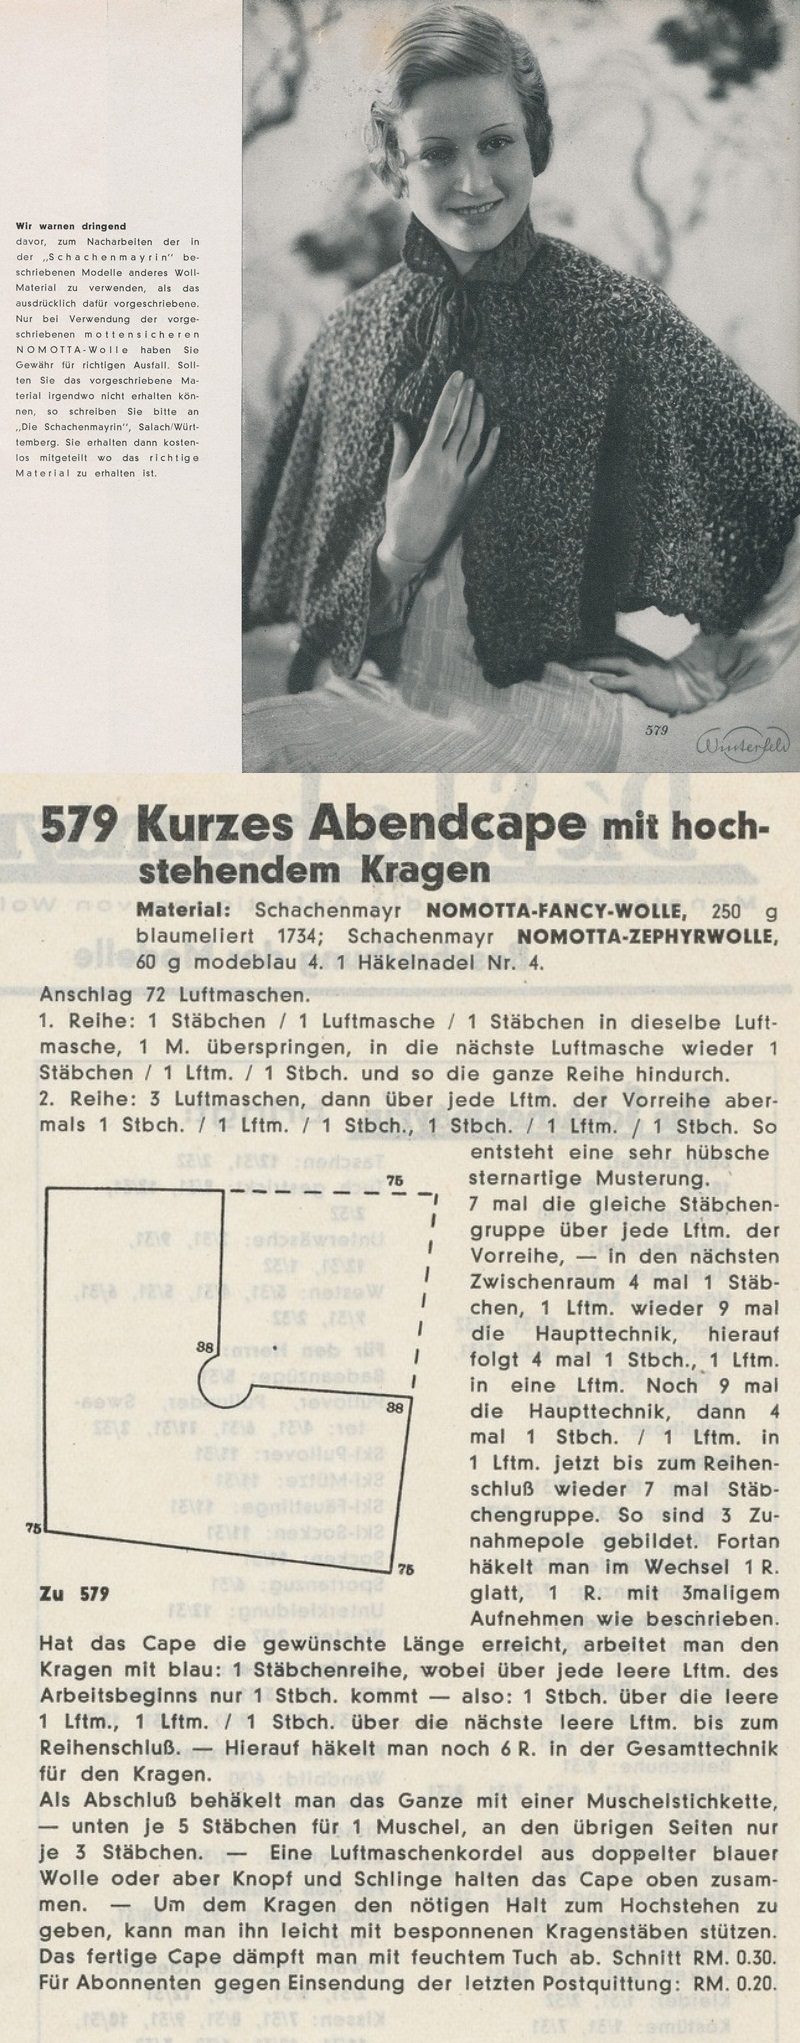 Wir warnen dringend
davor, zum Nacharbeiten der in
der „Schachenmayrin" be-
schriebenen Modelle anderes Woll-
Material zu verwenden, als das
ausdrücklich dafür vorgeschriebene.
Nur bei Verwendung der vorge-
schriebenen mottensicheren
NOMOTTA-Wolle haben Sie
Gewähr für richtigen Ausfall. Soll-
ten Sie das vorgeschriebene Ma-
terial irgendwo nicht erhalten kön-
nen, so schreiben Sie bitte an
„Die Schachenmayrin", Salach/Würt-
temberg. Sie erhalten dann kosten-
los mitgeteilt wo das richtige
Material zu erhalten ist.
579
Winterfeld
579 Kurzes Abendcape mit hoch-
stehendem Kragen
Material: Schachenmayr NOMOTTA-FANCY-WOLLE, 250 g
blaumeliert 1734; Schachenmayr NOMOTTA-ZEPHYRWOLLE,
60 g modeblau 4. 1 Häkelnadel Nr. 4.
Anschlag 72 Luftmaschen.
1. Reihe: 1 Stäbchen / 1 Luftmasche / 1 Stäbchen in dieselbe Luft-
masche, 1 M. überspringen, in die nächste Luftmasche wieder 1
Stäbchen / 1 Lftm. / 1 Stbch. und so die ganze Reihe hindurch.
2. Reihe: 3 Luftmaschen, dann über jede Lftm. der Vorreihe aber-
mals 1 Stbch. / 1 Lftm. / 1 Stbch., 1 Stbch. / 1 Lftm. / 1 Stbch. So
entsteht eine sehr hübsche
sternartige Musterung.
7 mal die gleiche Stäbchen-
gruppe über jede Lftm. der
Vorreihe, — in den nächsten
Zwischenraum 4 mal 1 Stäb-
chen, 1 Lftm. wieder 9 mal
die Haupttechnik, hierauf
folgt 4 mal 1 Stbch., 1 Lftm.
in eine Lftm. Noch 9 mal
die Haupttechnik, dann 4
mal 1 Stbch. / 1 Lftm. in
1 Lftm. jetzt bis zum Reihen-
schluß wieder 7 mal Stäb-
chengruppe. So sind 3 Zu-
nahmepole gebildet. Fortan
häkelt man im Wechsel 1 R.
glatt, 1 R. mit 3maligem
Aufnehmen wie beschrieben.
75
88
88
75
75
Zu 579
Hat das Cape die gewünschte Länge erreicht, arbeitet man den
Kragen mit blau: 1 Stäbchenreihe, wobei über jede leere Lftm. des
Arbeitsbeginns nur 1 Stbch. kommt — also: 1 Stbch. über die leere
1 Lftm., 1 Lftm. / 1 Stbch. über die nächste leere Lftm. bis zum
Reihenschluß. — Hierauf häkelt man noch 6 R. in der Gesamttechnik
für den Kragen.
Als Abschluß behäkelt man das Ganze mit einer Muschelstichkette,
— unten je 5 Stäbchen für 1 Muschel, an den übrigen Seiten nur
je 3 Stäbchen. — Eine Luftmaschenkordel aus doppelter blauer
Wolle oder aber Knopf und Schlinge halten das Cape oben zusam-
men. — Um dem Kragen den nötigen Halt zum Hochstehen zu
geben, kann man ihn leicht mit besponnenen Kragenstäben stützen.
Das fertige Cape dämpft man mit feuchtem Tuch ab. Schnitt RM. 0.30.
Für Abonnenten gegen Einsendung der letzten Postquittung: RM. 0.20.